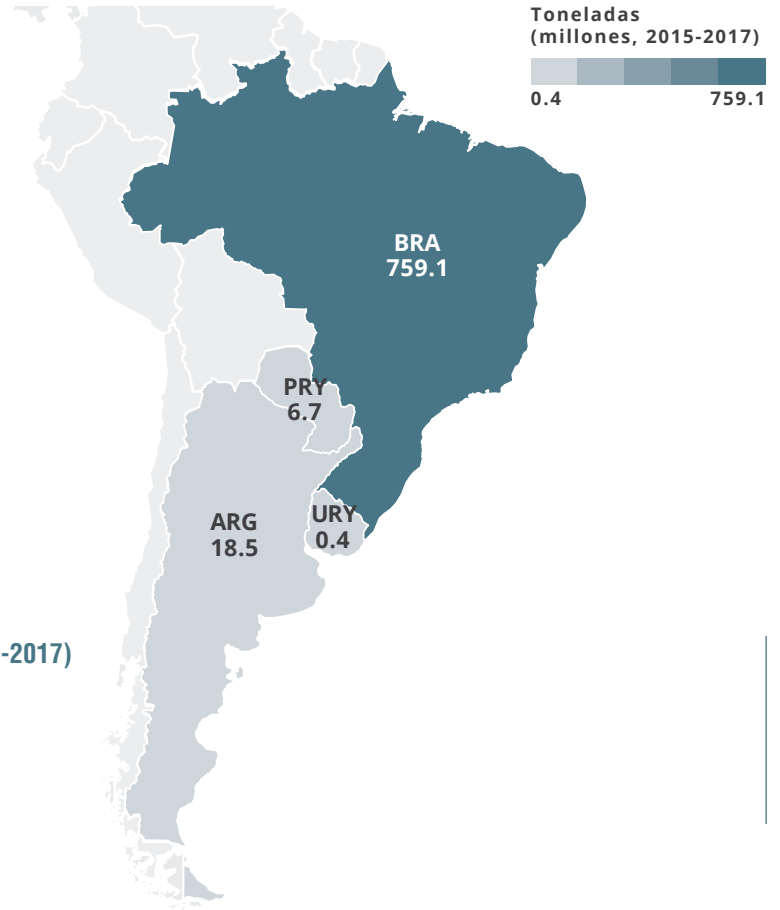 Toneladas
(millones, 2015-2017)
0.4 759.1
BRA
759.1
PRY
6.7
ARG
18.5
URY
0.4
-2017)